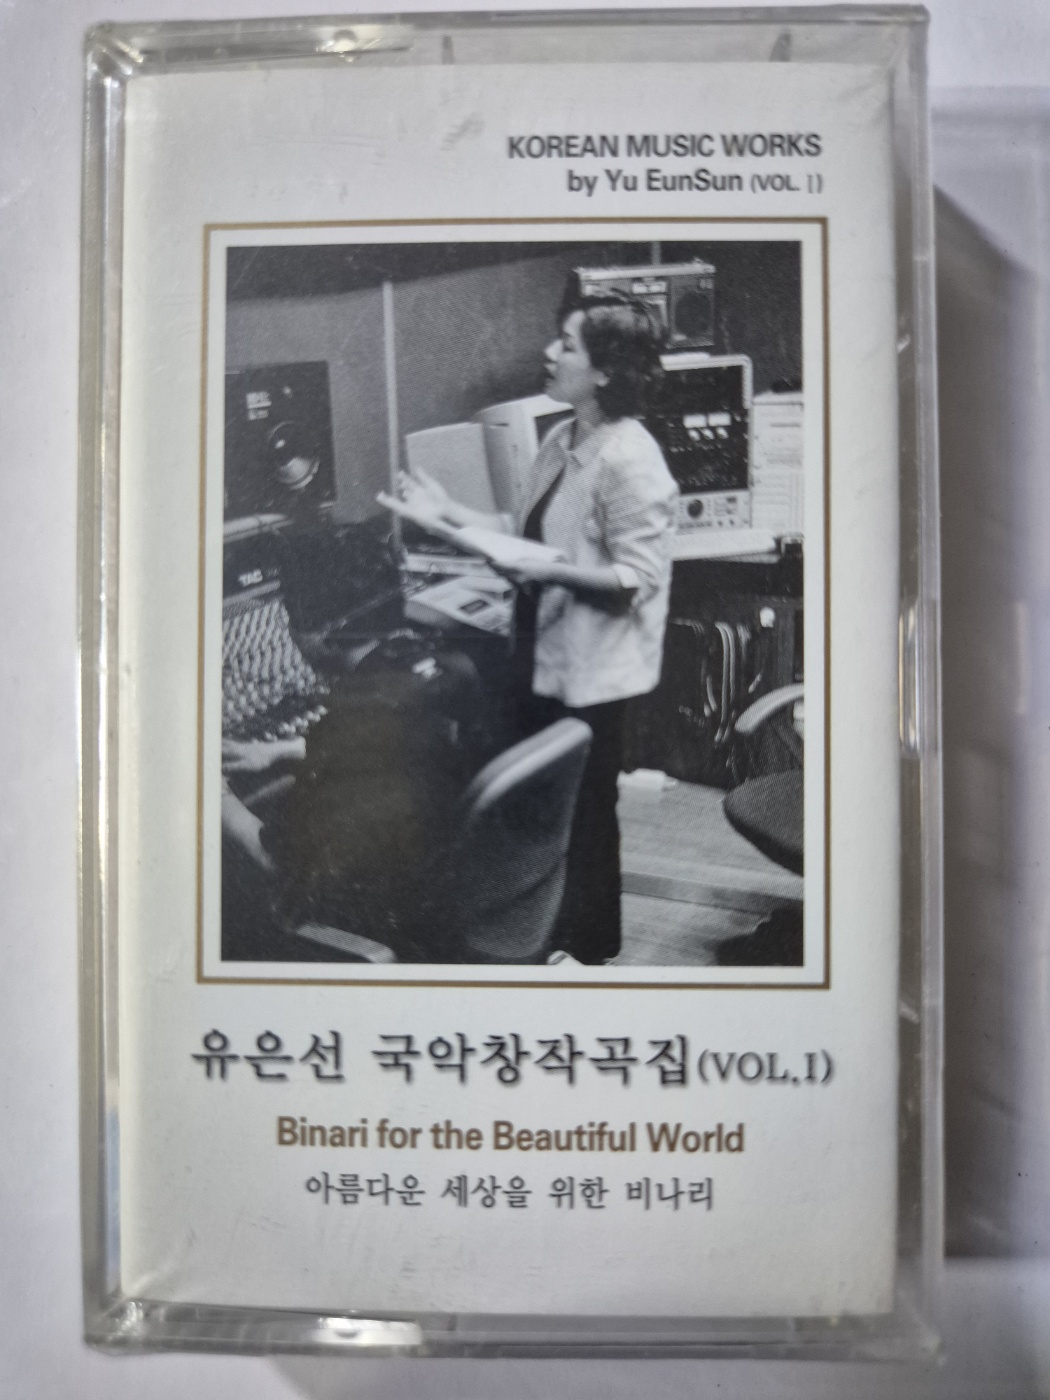 KOREAN MUSIC WORKS
by Yu EunSun (VOL. I)
TAC
유은선 국악창작곡집(VOL.I)
Binari for the Beautiful World
아름다운 세상을 위한 비나리